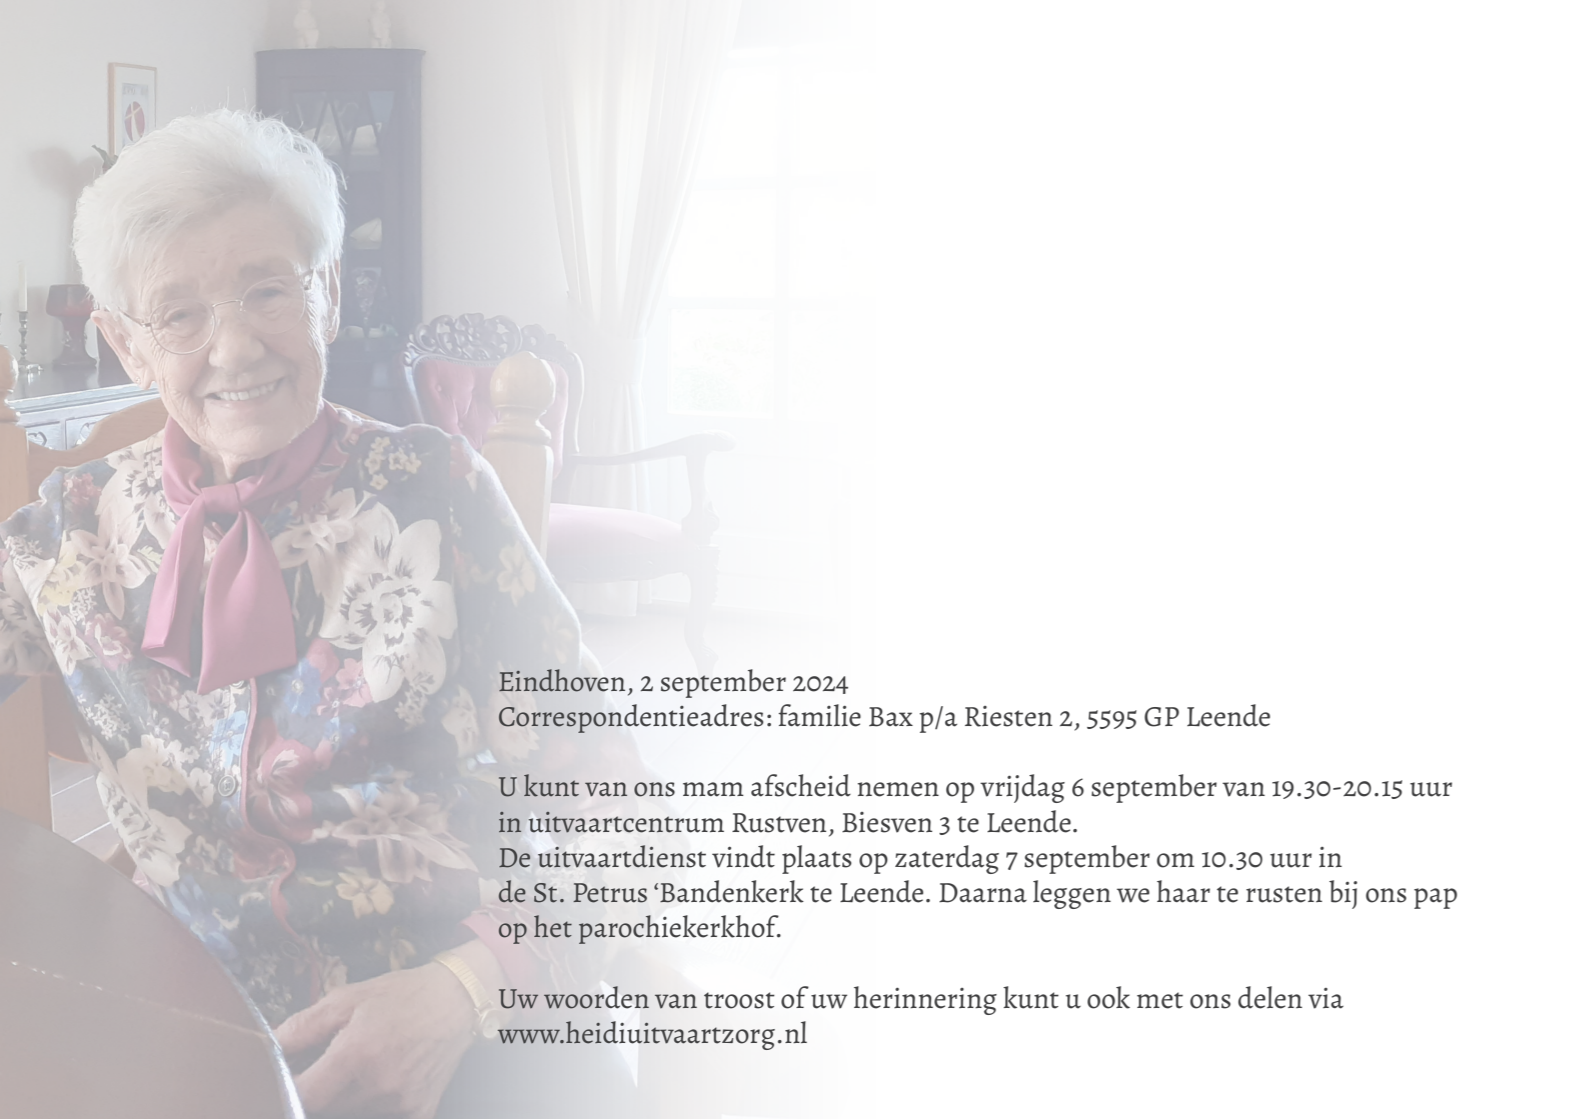 Eindhoven, 2 september 2024
Correspondentieadres: familie Bax p/a Riesten 2, 5595 GP Leende
U kunt van ons mam afscheid nemen op vrijdag 6 september van 19.30-20.15 uur
in uitvaartcentrum Rustven, Biesven 3 te Leende.
De uitvaartdienst vindt plaats op zaterdag 7 september om 10.30 uur in
de St. Petrus ‘Bandenkerk te Leende. Daarna leggen we haar te rusten bij ons pap
op het parochiekerkhof.
Uw woorden van troost of uw herinnering kunt u ook met ons delen via
www.heidiuitvaartzorg.nl